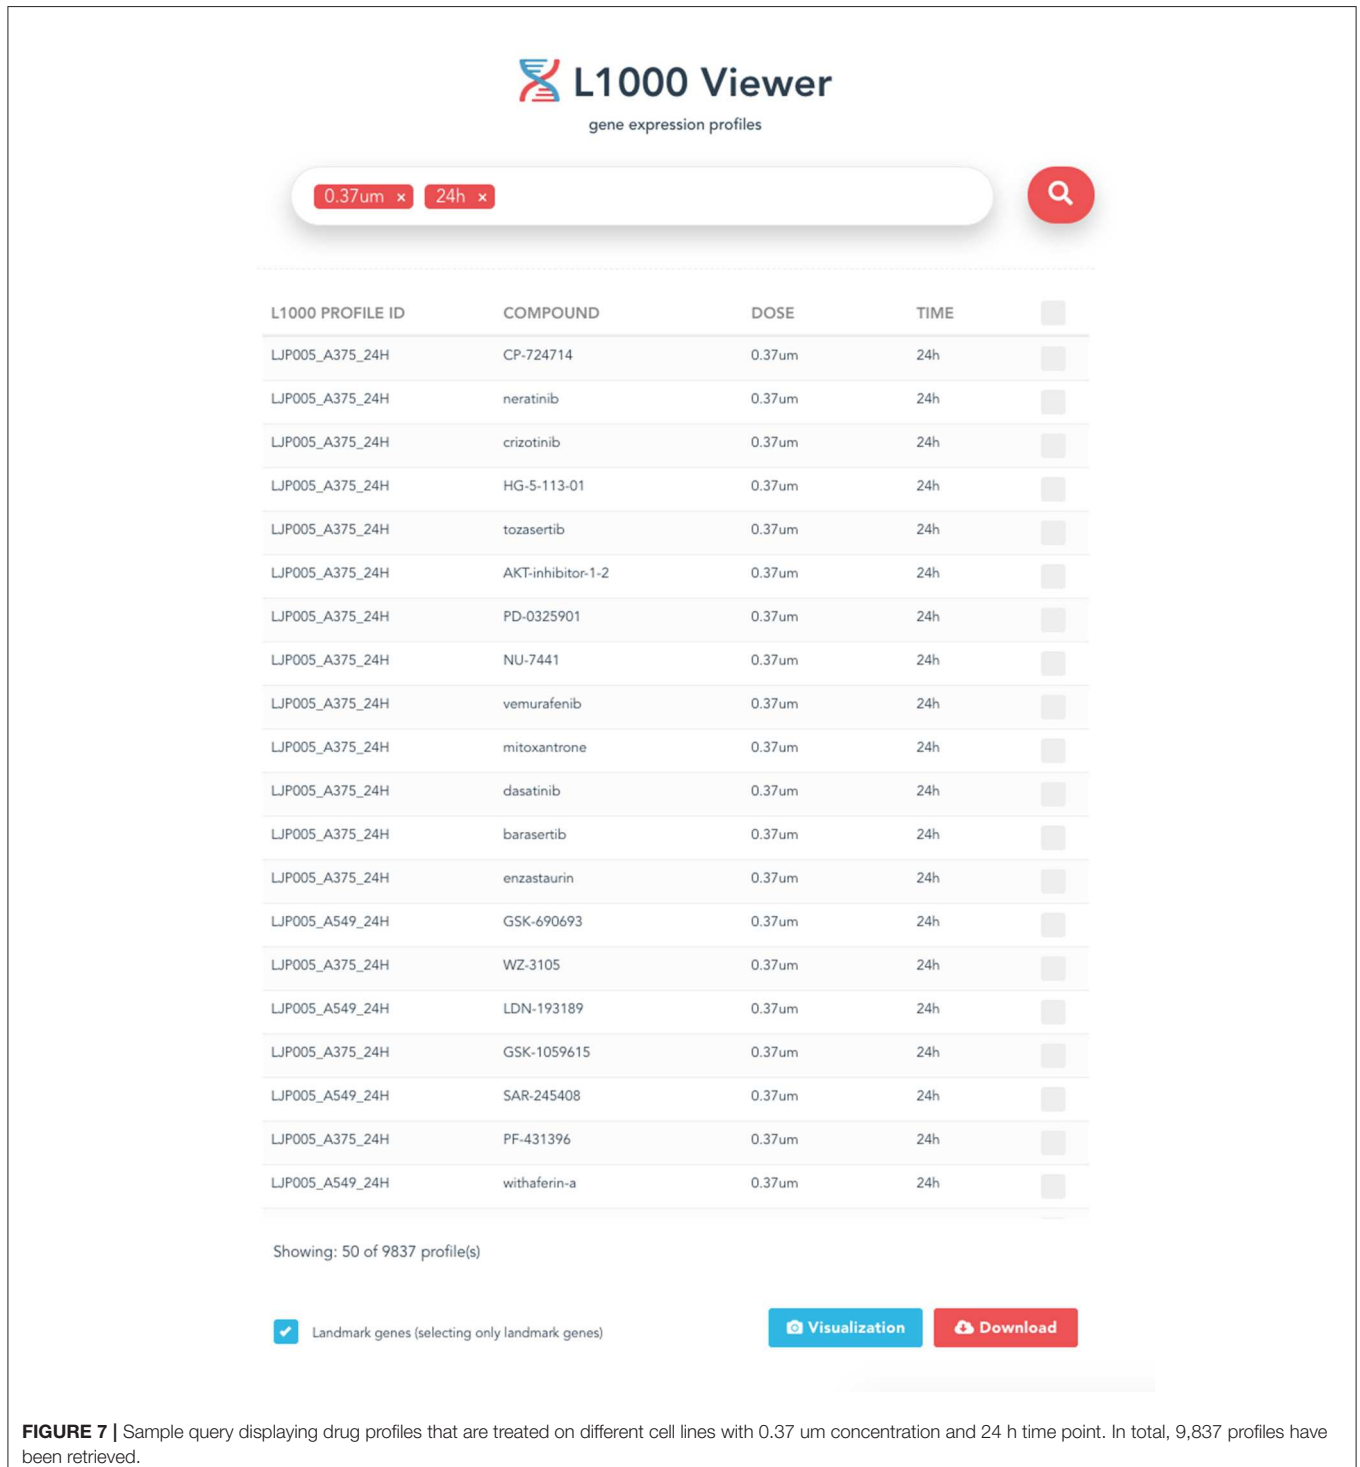 L1000 Viewer
gene expression profiles
0.37um × 24h ×
L1000 PROFILE ID COMPOUND DOSE TIME
LJP005_A375_24H CP-724714 0.37um 24h
LJP005_A375_24H neratinib 0.37um 24h
LJP005_A375_24H crizotinib 0.37um 24h
LJP005_A375_24H HG-5-113-01 0.37um 24h
LJP005_A375_24H tozasertib 0.37um 24h
LJP005_A375_24H AKT-inhibitor-1-2 0.37um 24h
LJP005_A375_24H PD-0325901 0.37um 24h
LJP005_A375_24H NU-7441 0.37um 24h
LJP005_A375_24H vemurafenib 0.37um 24h
LJP005_A375_24H mitoxantrone 0.37um 24h
LJP005_A375_24H dasatinib 0.37um 24h
LJP005_A375_24H barasertib 0.37um 24h
LJP005_A375_24H enzastaurin 0.37um 24h
LJP005_A549_24H GSK-690693 0.37um 24h
LJP005_A375_24H WZ-3105 0.37um 24h
LJP005_A549_24H LDN-193189 0.37um 24h
LJP005_A375_24H GSK-1059615 0.37um 24h
LJP005_A549_24H SAR-245408 0.37um 24h
LJP005_A375_24H PF-431396 0.37um 24h
LJP005_A549_24H withaferin-a 0.37um 24h
Showing: 50 of 9837 profile(s)
Landmark genes (selecting only landmark genes) Visualization Download
FIGURE 7 | Sample query displaying drug profiles that are treated on different cell lines with 0.37 um concentration and 24 h time point. In total, 9,837 profiles have
been retrieved.